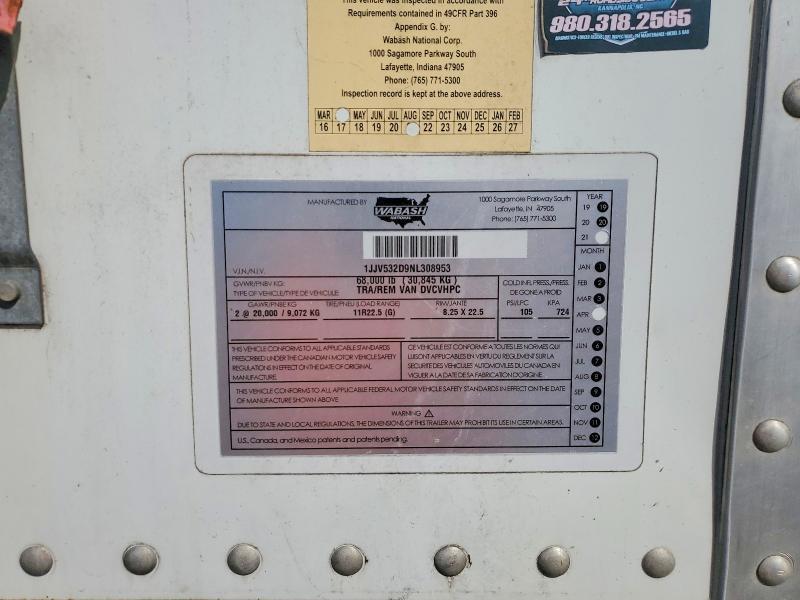 This vehicle was inspected in accordance with
Requirements contained in 49CFR Part 396
Appendix G. by:
Wabash National Corp.
1000 Sagamore Parkway South
Lafayette, Indiana 47905
Phone: (765) 771-5300
Inspection record is kept at the above address.
MAR MAY JUN JUL AUG SEP OCT NOV DEC JAN FEB
16 17 18 19 20 22 23 24 25 26 27
KANNAPOLIS, NC
980.318.2565
MANUFACTURED BY
WABASH
NATIONAL
1000 Sagamore Parkway South
Lafayette, IN 47905
Phone: (765) 771-5300
V.I.N./N.I.V. 1JJV532D9NL308953
GVWR/PNBV KG: 68,000 lb (30,845 KG)
TYPE OF VEHICLE/TYPE DE VEHICULE: TRA/REM VAN DVCVHPC
COLD INFL.PRESS/PRESS.
DE GONE A FROID
GAWR/PNBE KG TIRE/PNEU (LOAD RANGE) RIM/JANTE PSI/LPC KPA
2 @ 20,000 / 9,072 KG 11R22.5 (G) 8.25 X 22.5 105 724
THIS VEHICLE CONFORMS TO ALL APPLICABLE STANDARDS
PRESCRIBED UNDER THE CANADIAN MOTOR VEHICLE SAFETY
REGULATIONS IN EFFECT ON THE DATE OF ORIGINAL
MANUFACTURE.
CE VEHICULE EST CONFORME A TOUTES LES NORMES QUI
LUI SONT APPLICABLES EN VERTU DU REGLEMENT SUR LA
SECURITE DES VEHICULES AUTOMOBILES DU CANADA EN
VIGUEUR A LA DATE DE SA FABRICATION D'ORIGINE.
THIS VEHICLE CONFORMS TO ALL APPLICABLE FEDERAL MOTOR VEHICLE SAFETY STANDARDS IN EFFECT ON THE DATE
OF MANUFACTURE SHOWN ABOVE.
WARNING
DUE TO STATE AND LOCAL REGULATIONS, THE DIMENSIONS OF THIS TRAILER MAY PROHIBIT ITS USE IN CERTAIN AREAS.
U.S., Canada, and Mexico patents and patents pending.
YEAR
19 19
20 20
21
MONTH
JAN 1
FEB 2
MAR 3
APR
MAY 5
JUN 6
JUL 7
AUG 8
SEP 9
OCT 10
NOV 11
DEC 12